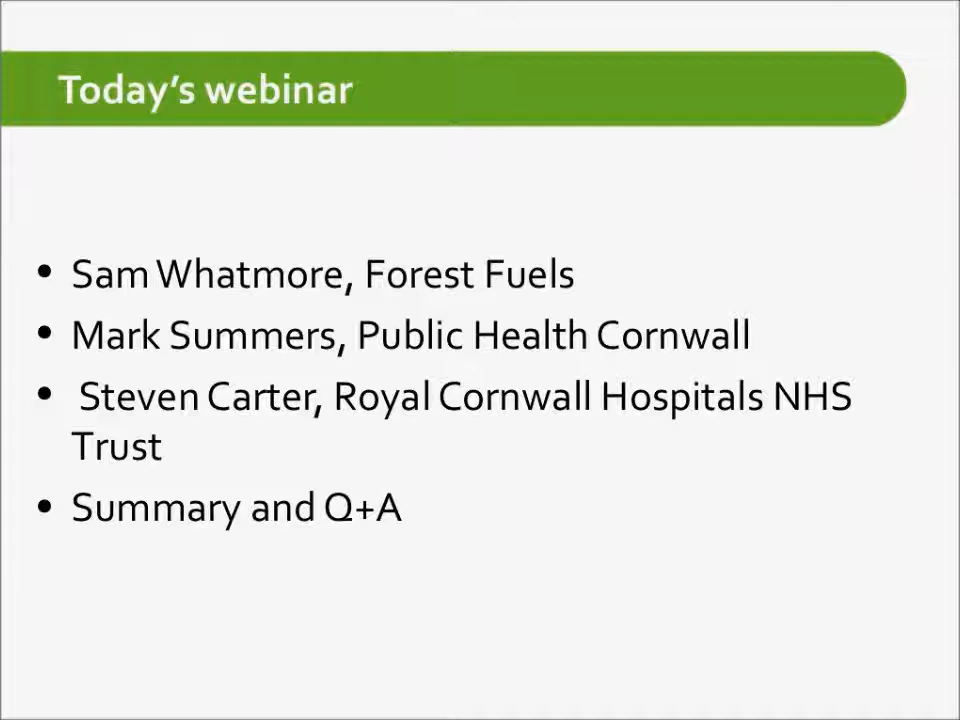 Today’s webinar
• Sam Whatmore, Forest Fuels
• Mark Summers, Public Health Cornwall
• Steven Carter, Royal Cornwall Hospitals NHS
Trust
• Summary and Q+A